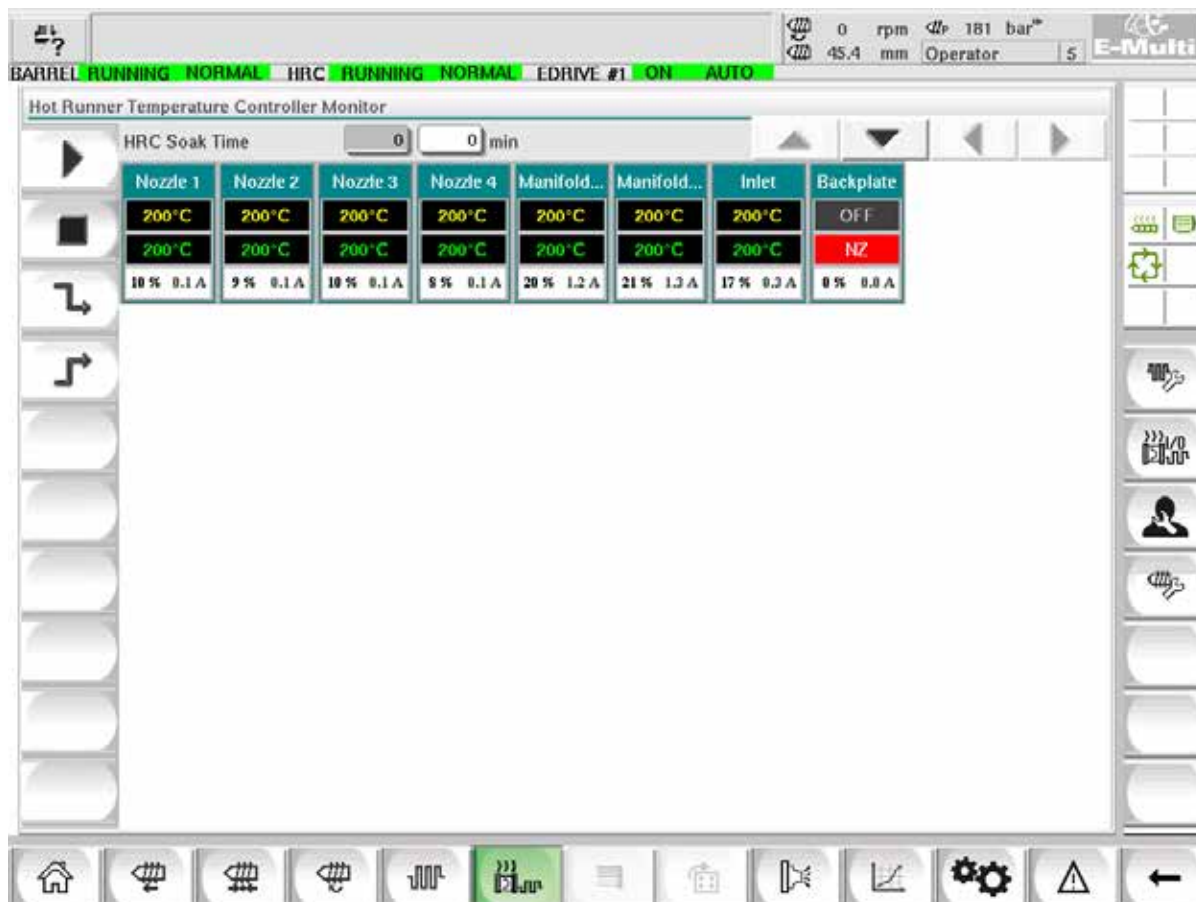 ? 0 rpm P 181 bar
45.4 mm Operator 5 E-Multi
BARREL RUNNING NORMAL HRC RUNNING NORMAL EDRIVE #1 ON AUTO
Hot Runner Temperature Controller Monitor
HRC Soak Time 0 0 min
Nozzle 1 Nozzle 2 Nozzle 3 Nozzle 4 Manifold... Manifold... Inlet Backplate
200°C 200°C 200°C 200°C 200°C 200°C 200°C OFF
200°C 200°C 200°C 200°C 200°C 200°C 200°C NZ
10 % 0.1 A 9 % 0.1 A 10 % 0.1 A 8 % 0.1 A 20 % 1.2 A 21 % 1.3 A 17 % 0.3 A 0 % 0.0 A
I/O